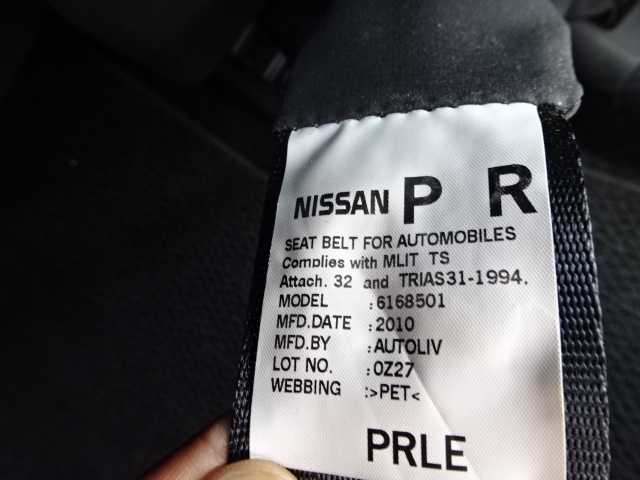 NISSAN P R
SEAT BELT FOR AUTOMOBILES
Complies with MLIT TS
Attach. 32 and TRIAS31-1994.
MODEL :6168501
MFD.DATE :2010
MFD.BY :AUTOLIV
LOT NO. :0Z27
WEBBING :>PET<
PRLE